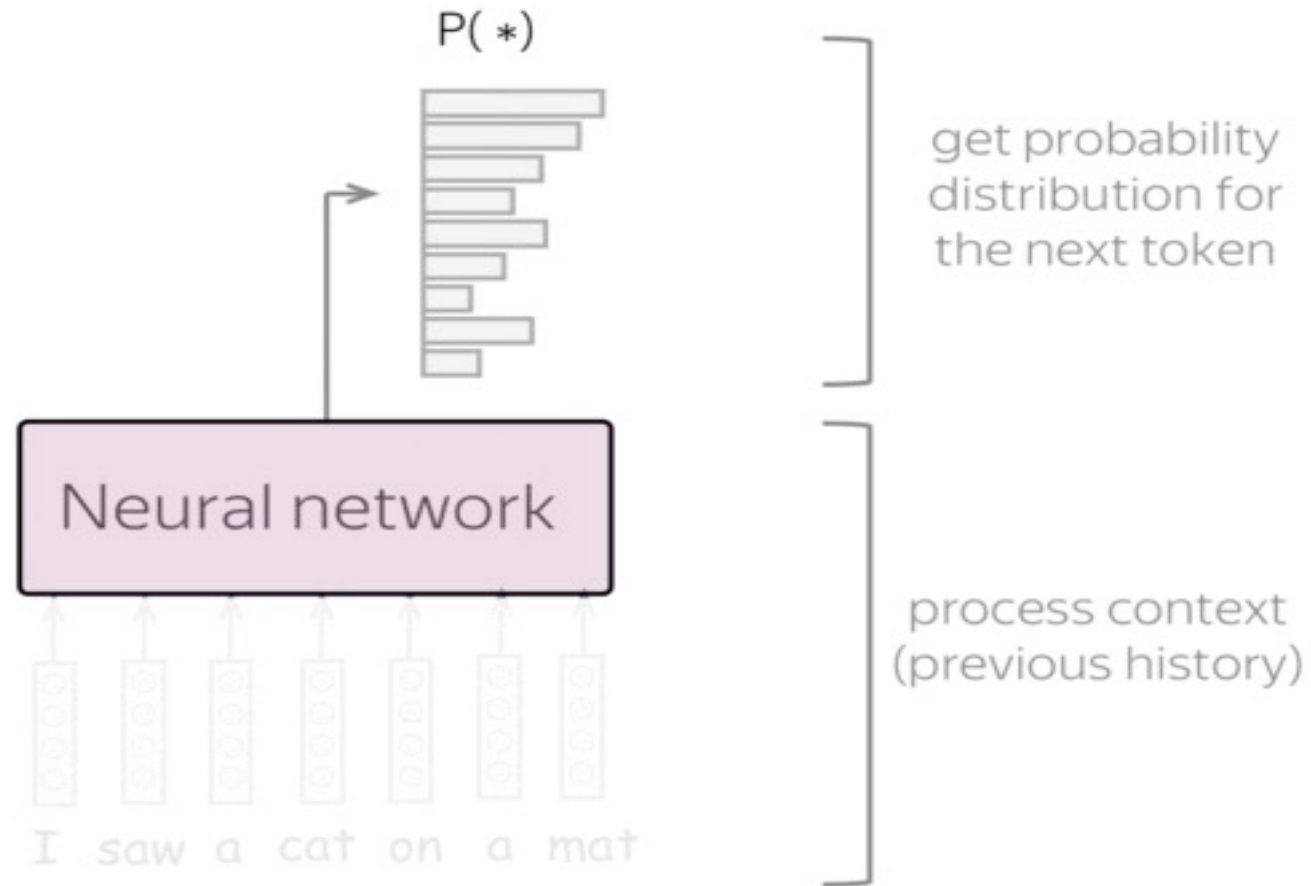 P( *)
get probability
distribution for
the next token
Neural network
process context
(previous history)
I saw a cat on a mat